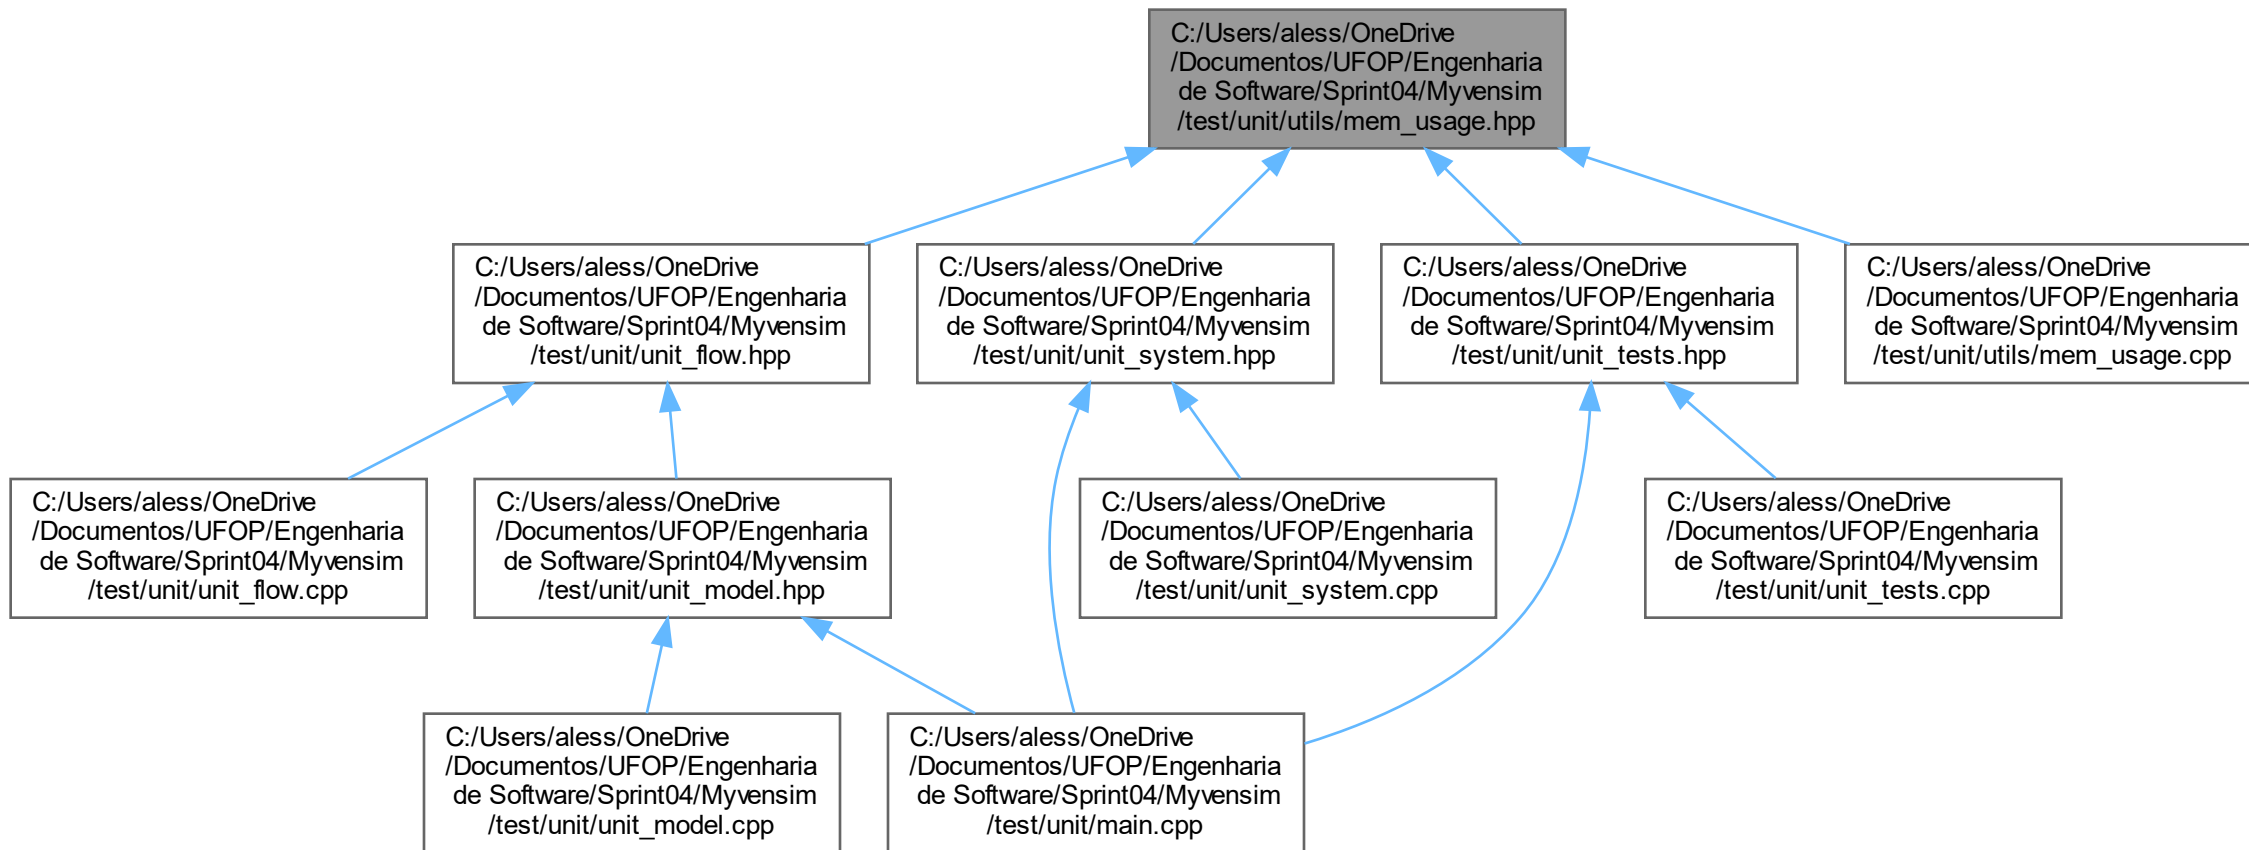 C:/Users/aless/OneDrive
/Documentos/UFOP/Engenharia
de Software/Sprint04/Myvensim
/test/unit/utils/mem_usage.hpp
C:/Users/aless/OneDrive
/Documentos/UFOP/Engenharia
de Software/Sprint04/Myvensim
/test/unit/unit_flow.hpp
C:/Users/aless/OneDrive
/Documentos/UFOP/Engenharia
de Software/Sprint04/Myvensim
/test/unit/unit_system.hpp
C:/Users/aless/OneDrive
/Documentos/UFOP/Engenharia
de Software/Sprint04/Myvensim
/test/unit/unit_tests.hpp
C:/Users/aless/OneDrive
/Documentos/UFOP/Engenharia
de Software/Sprint04/Myvensim
/test/unit/utils/mem_usage.cpp
C:/Users/aless/OneDrive
/Documentos/UFOP/Engenharia
de Software/Sprint04/Myvensim
/test/unit/unit_flow.cpp
C:/Users/aless/OneDrive
/Documentos/UFOP/Engenharia
de Software/Sprint04/Myvensim
/test/unit/unit_model.hpp
C:/Users/aless/OneDrive
/Documentos/UFOP/Engenharia
de Software/Sprint04/Myvensim
/test/unit/unit_system.cpp
C:/Users/aless/OneDrive
/Documentos/UFOP/Engenharia
de Software/Sprint04/Myvensim
/test/unit/unit_tests.cpp
C:/Users/aless/OneDrive
/Documentos/UFOP/Engenharia
de Software/Sprint04/Myvensim
/test/unit/unit_model.cpp
C:/Users/aless/OneDrive
/Documentos/UFOP/Engenharia
de Software/Sprint04/Myvensim
/test/unit/main.cpp